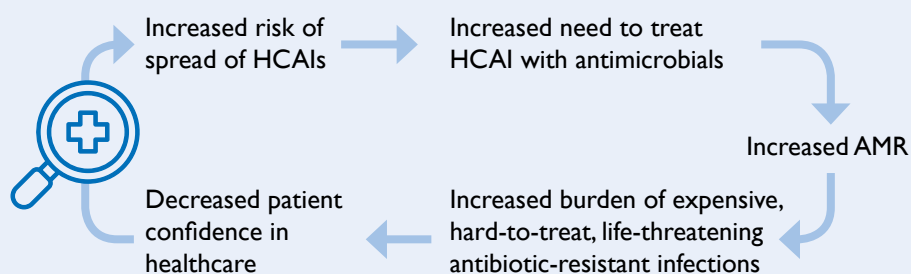 Increased risk of
spread of HCAIs
Increased need to treat
HCAI with antimicrobials
Increased AMR
Increased burden of expensive,
hard-to-treat, life-threatening
antibiotic-resistant infections
Decreased patient
confidence in
healthcare